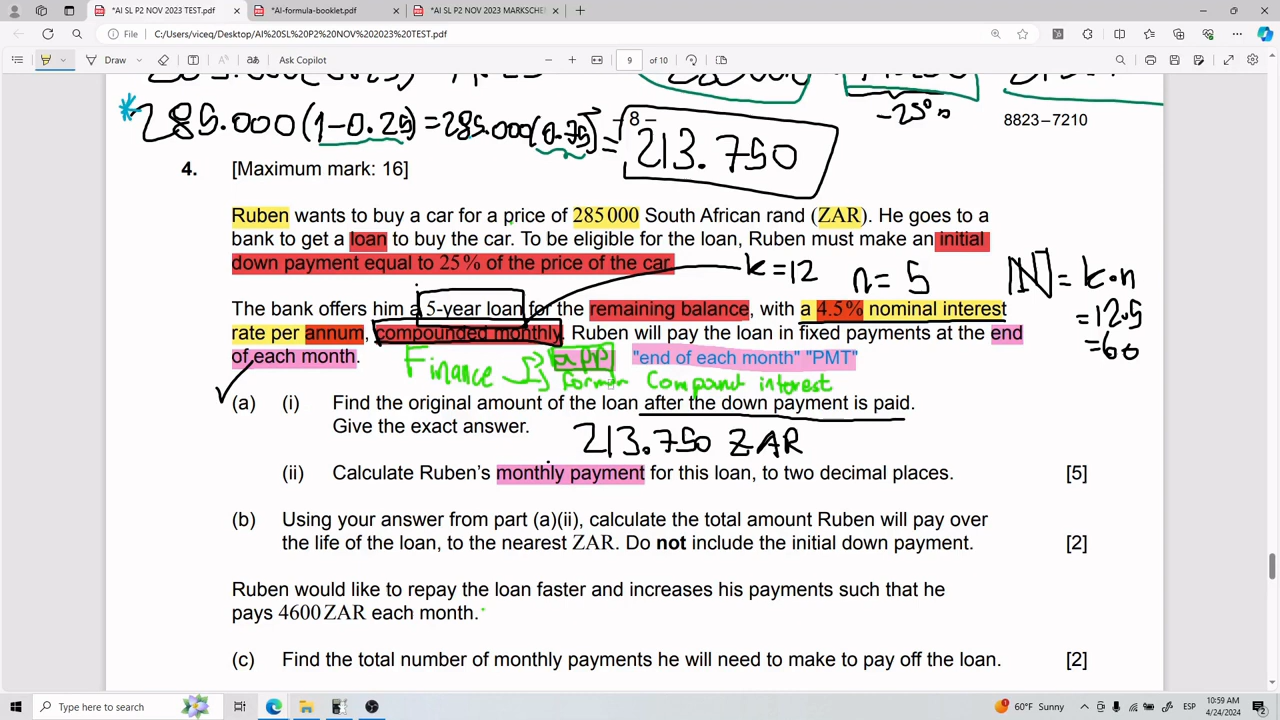 *AI SL P2 NOV 2023 TEST.pdf
*AI-formula-booklet.pdf
*AI SL P2 NOV 2023 MARKSCHE
File
C:/Users/viceq/Desktop/AI%20SL%20P2%20NOV%202023%20TEST.pdf
Draw
Ask Copilot
9 of 10
-25%
285.000(1-0.25)=285.000(0.75)= 213.750
– 8 –
8823–7210
4. [Maximum mark: 16]
Ruben wants to buy a car for a price of 285 000 South African rand (ZAR). He goes to a
bank to get a loan to buy the car. To be eligible for the loan, Ruben must make an initial
down payment equal to 25 % of the price of the car
k=12 n= 5 N = k·n
The bank offers him a 5-year loan for the remaining balance, with a 4.5% nominal interest
=12·5
rate per annum, compounded monthly. Ruben will pay the loan in fixed payments at the end
=60
of each month.
Finance app "end of each month" "PMT"
Compound interest
(a) (i) Find the original amount of the loan after the down payment is paid.
Give the exact answer.
213.750 ZAR
(ii) Calculate Ruben's monthly payment for this loan, to two decimal places. [5]
(b) Using your answer from part (a)(ii), calculate the total amount Ruben will pay over
the life of the loan, to the nearest ZAR. Do not include the initial down payment. [2]
Ruben would like to repay the loan faster and increases his payments such that he
pays 4600 ZAR each month.
(c) Find the total number of monthly payments he will need to make to pay off the loan. [2]
Type here to search
60°F Sunny
ESP
10:59 AM
4/24/2024